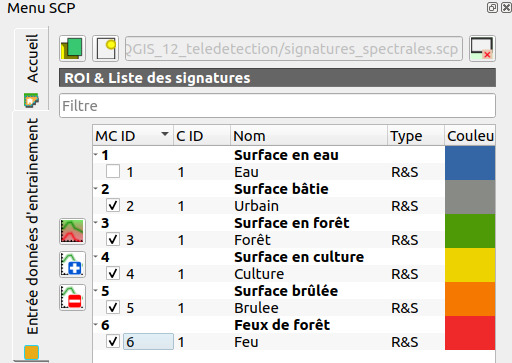 Menu SCP
Accueil
Entrée données d'entrainement
QGIS_12_teledetection/signatures_spectrales.scp
ROI & Liste des signatures
Filtre
MC ID C ID Nom Type Couleu
1 Surface en eau
1 1 Eau R&S
2 Surface bâtie
2 1 Urbain R&S
3 Surface en forêt
3 1 Forêt R&S
4 Surface en culture
4 1 Culture R&S
5 Surface brûlée
5 1 Brulee R&S
6 Feux de forêt
6 1 Feu R&S